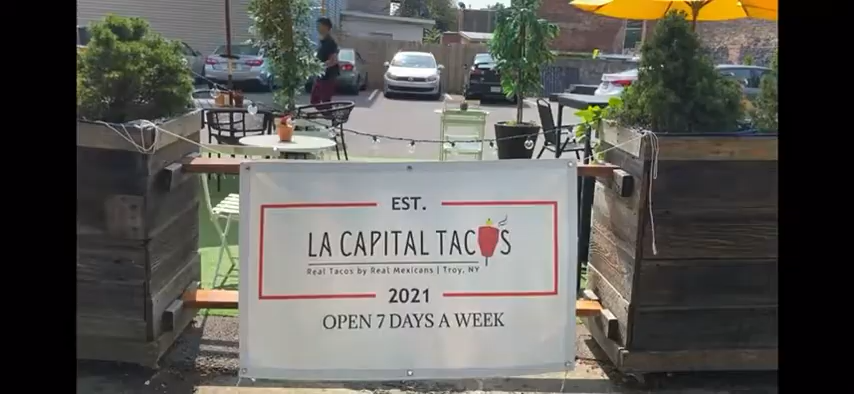 EST.
LA CAPITAL TACOS
Real Tacos by Real Mexicans | Troy, NY
2021
OPEN 7 DAYS A WEEK